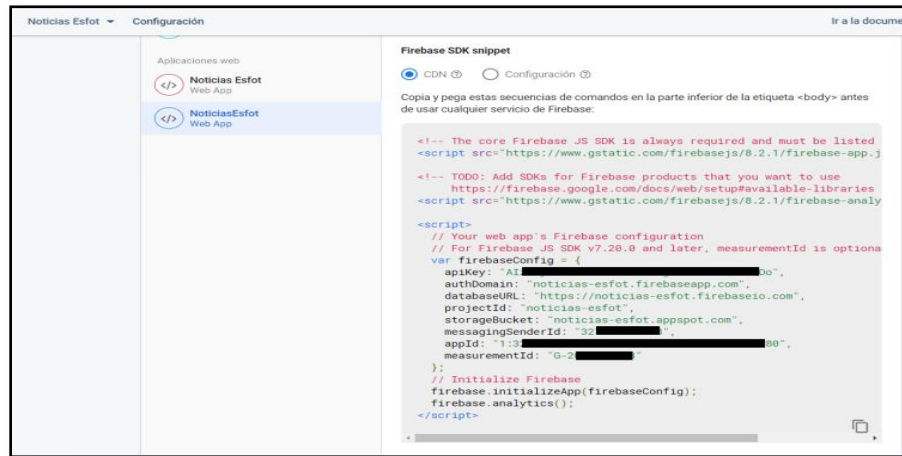 Noticias Esfot Configuración Ir a la docume
Aplicaciones web
Noticias Esfot
Web App
NoticiasEsfot
Web App
Firebase SDK snippet
CDN Configuración
Copia y pega estas secuencias de comandos en la parte inferior de la etiqueta <body> antes
de usar cualquier servicio de Firebase:
<!-- The core Firebase JS SDK is always required and must be listed
<script src="https://www.gstatic.com/firebasejs/8.2.1/firebase-app.j
<!-- TODO: Add SDKs for Firebase products that you want to use
https://firebase.google.com/docs/web/setup#available-libraries
<script src="https://www.gstatic.com/firebasejs/8.2.1/firebase-analy
<script>
// Your web app's Firebase configuration
// For Firebase JS SDK v7.20.0 and later, measurementId is optiona
var firebaseConfig = {
apiKey: "AI Do",
authDomain: "noticias-esfot.firebaseapp.com",
databaseURL: "https://noticias-esfot.firebaseio.com",
projectId: "noticias-esfot",
storageBucket: "noticias-esfot.appspot.com",
messagingSenderId: "32 ",
appId: "1:3 80",
measurementId: "G-2 "
};
// Initialize Firebase
firebase.initializeApp(firebaseConfig);
firebase.analytics();
</script>